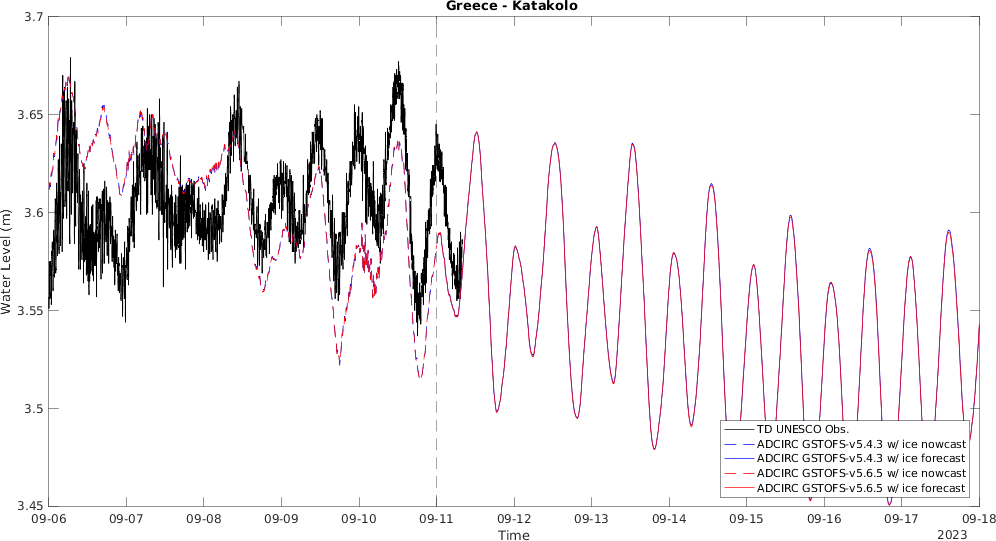 Greece - Katakolo
3.7
3.65
3.6
3.55
3.5
3.45
Water Level (m)
TD UNESCO Obs.
ADCIRC GSTOFS-v5.4.3 w/ ice nowcast
ADCIRC GSTOFS-v5.4.3 w/ ice forecast
ADCIRC GSTOFS-v5.6.5 w/ ice nowcast
ADCIRC GSTOFS-v5.6.5 w/ ice forecast
09-06 09-07 09-08 09-09 09-10 09-11 09-12 09-13 09-14 09-15 09-16 09-17 09-18
Time
2023